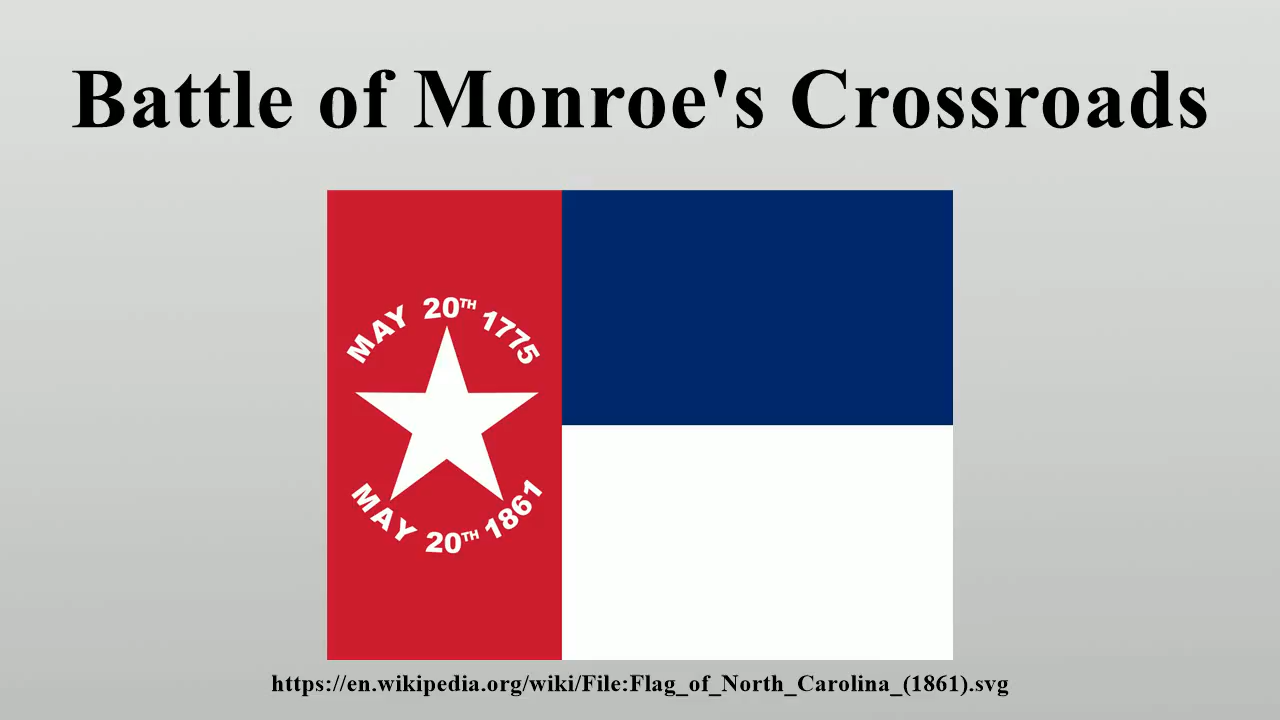 Battle of Monroe's Crossroads
MAY 20TH 1775
MAY 20TH 1861
https://en.wikipedia.org/wiki/File:Flag_of_North_Carolina_(1861).svg